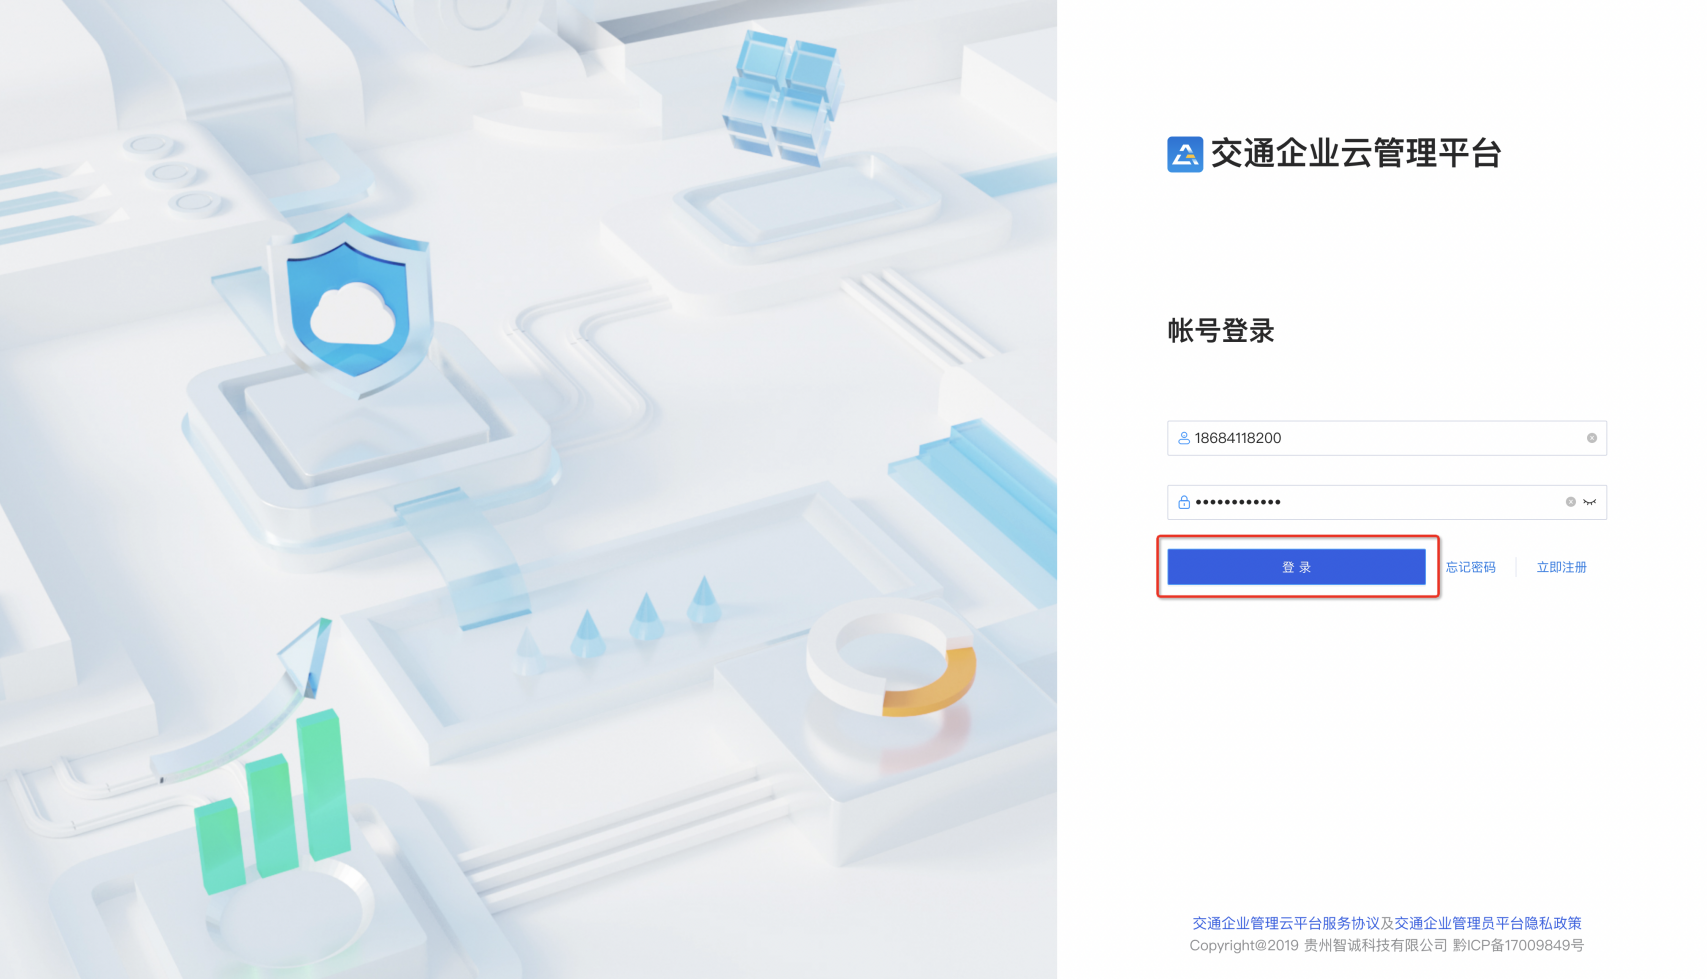 交通企业云管理平台
帐号登录
18684118200
••••••••••••
登 录
忘记密码
立即注册
交通企业管理云平台服务协议及交通企业管理员平台隐私政策
Copyright@2019 贵州智诚科技有限公司 黔ICP备17009849号